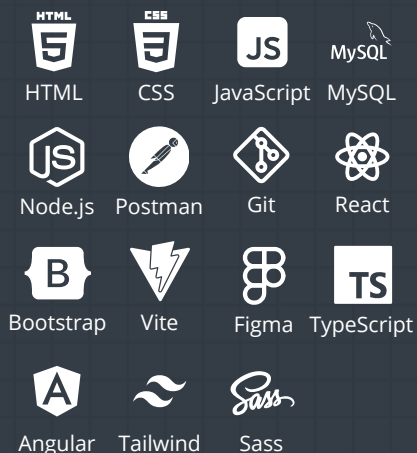 HTML CSS JS MySQL
5 3
HTML CSS JavaScript MySQL
JS
Node.js Postman Git React
B TS
Bootstrap Vite Figma TypeScript
A Sass
Angular Tailwind Sass